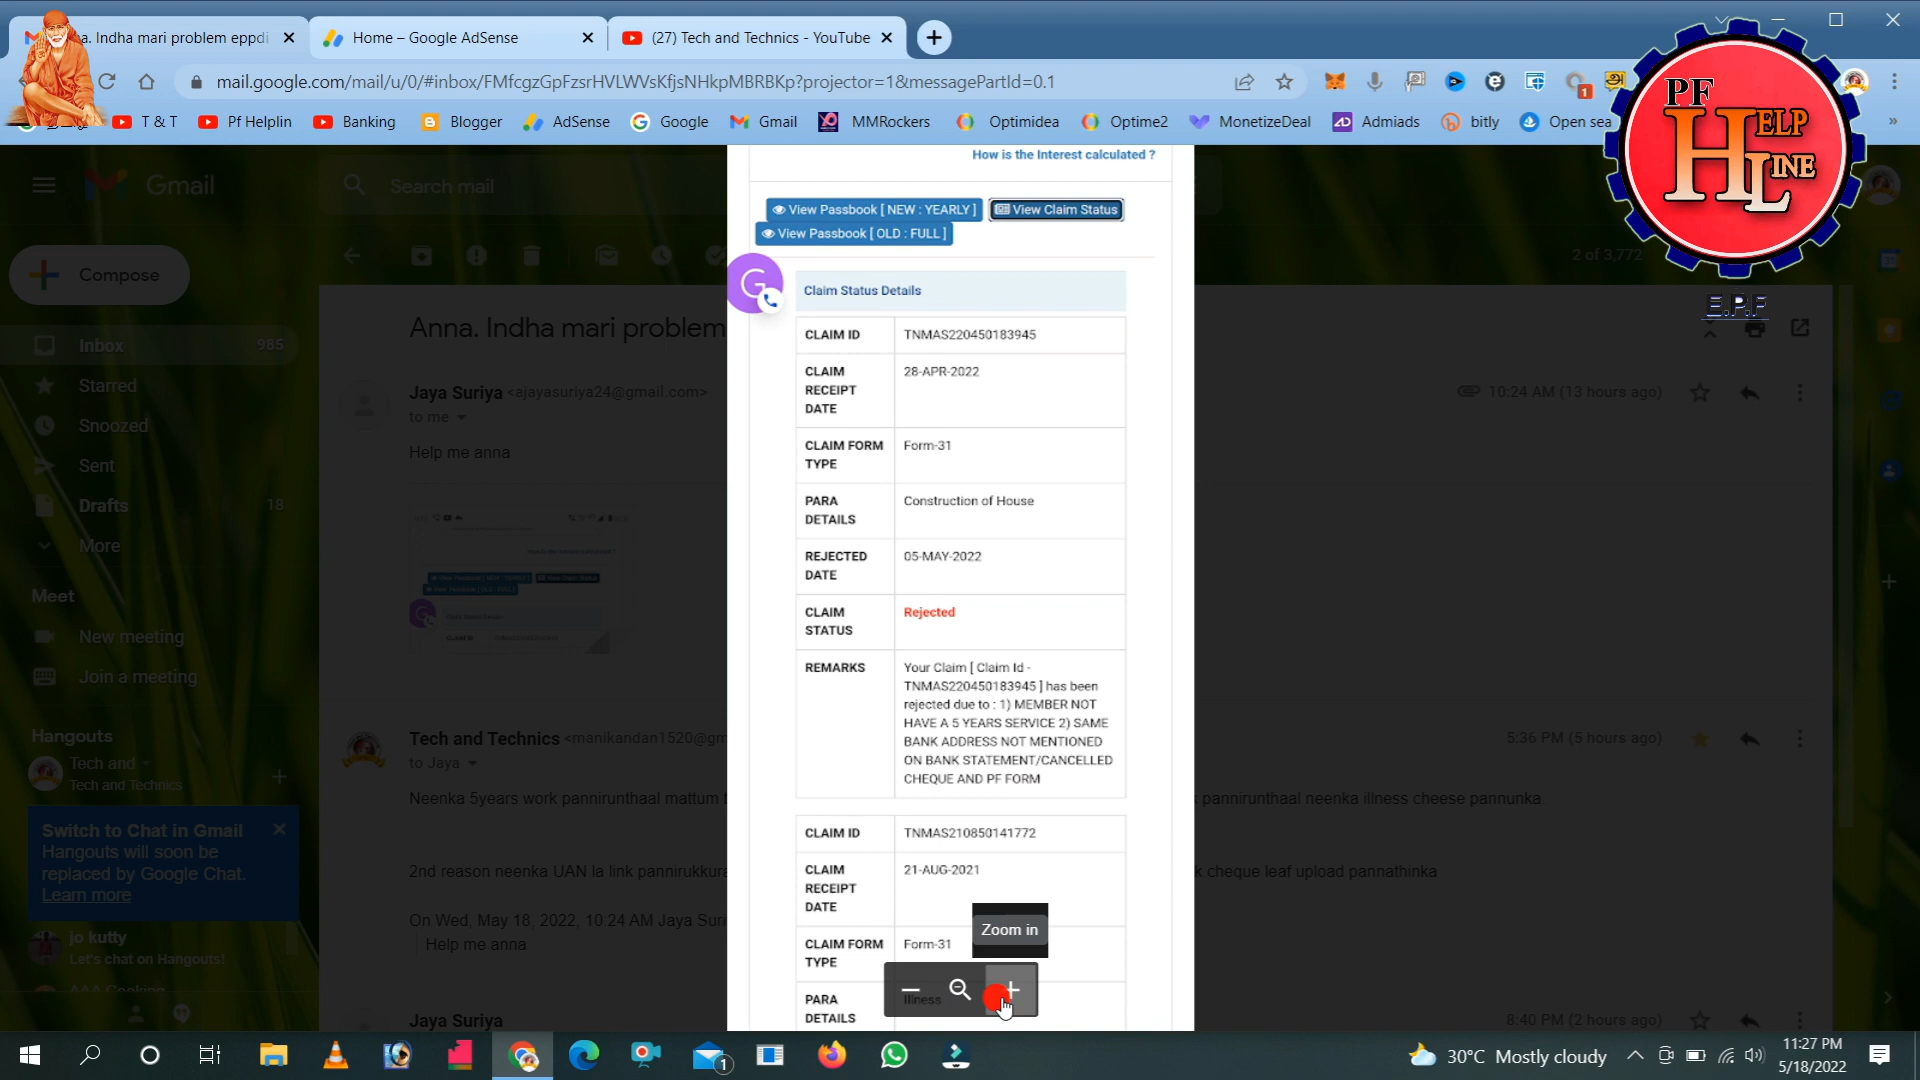 na. Indha mari problem eppdi
Home – Google AdSense
(27) Tech and Technics - YouTube
mail.google.com/mail/u/0/#inbox/FMfcgzGpFzsrHVLWVsKfjsNHkpMBRBKp?projector=1&messagePartId=0.1
T & T
Pf Helplin
Banking
Blogger
AdSense
Google
Gmail
MMRockers
Optimidea
Optime2
MonetizeDeal
Admiads
bitly
Open sea
PF
HELP
LINE
E.P.F
Gmail
Search mail
Compose
2 of 3,772
Inbox 985
Starred
Snoozed
Sent
Drafts 18
More
Meet
New meeting
Join a meeting
Hangouts
Tech and
Tech and Technics
Switch to Chat in Gmail
Hangouts will soon be
replaced by Google Chat.
Learn more
jo kutty
Let's chat on Hangouts!
AAA Cooking
Anna. Indha mari problem
Jaya Suriya <ajayasuriya24@gmail.com>
10:24 AM (13 hours ago)
to me
Help me anna
Tech and Technics <manikandan1520@gm
5:36 PM (5 hours ago)
to Jaya
Neenka 5years work pannirunthaal mattum
pannirunthaal neenka illness cheese pannunka.
2nd reason neenka UAN la link pannirukkura
cheque leaf upload pannathinka
On Wed, May 18, 2022, 10:24 AM Jaya Suri
Help me anna
Jaya Suriya
8:40 PM (2 hours ago)
How is the Interest calculated ?
View Passbook [ NEW : YEARLY ]
View Claim Status
View Passbook [ OLD : FULL ]
G
Claim Status Details
CLAIM ID TNMAS220450183945
CLAIM RECEIPT DATE 28-APR-2022
CLAIM FORM TYPE Form-31
PARA DETAILS Construction of House
REJECTED DATE 05-MAY-2022
CLAIM STATUS Rejected
REMARKS Your Claim [ Claim Id -
TNMAS220450183945 ] has been
rejected due to : 1) MEMBER NOT
HAVE A 5 YEARS SERVICE 2) SAME
BANK ADDRESS NOT MENTIONED
ON BANK STATEMENT/CANCELLED
CHEQUE AND PF FORM
CLAIM ID TNMAS210850141772
CLAIM RECEIPT DATE 21-AUG-2021
CLAIM FORM TYPE Form-31
PARA DETAILS Illness
Zoom in
30°C Mostly cloudy
11:27 PM
5/18/2022